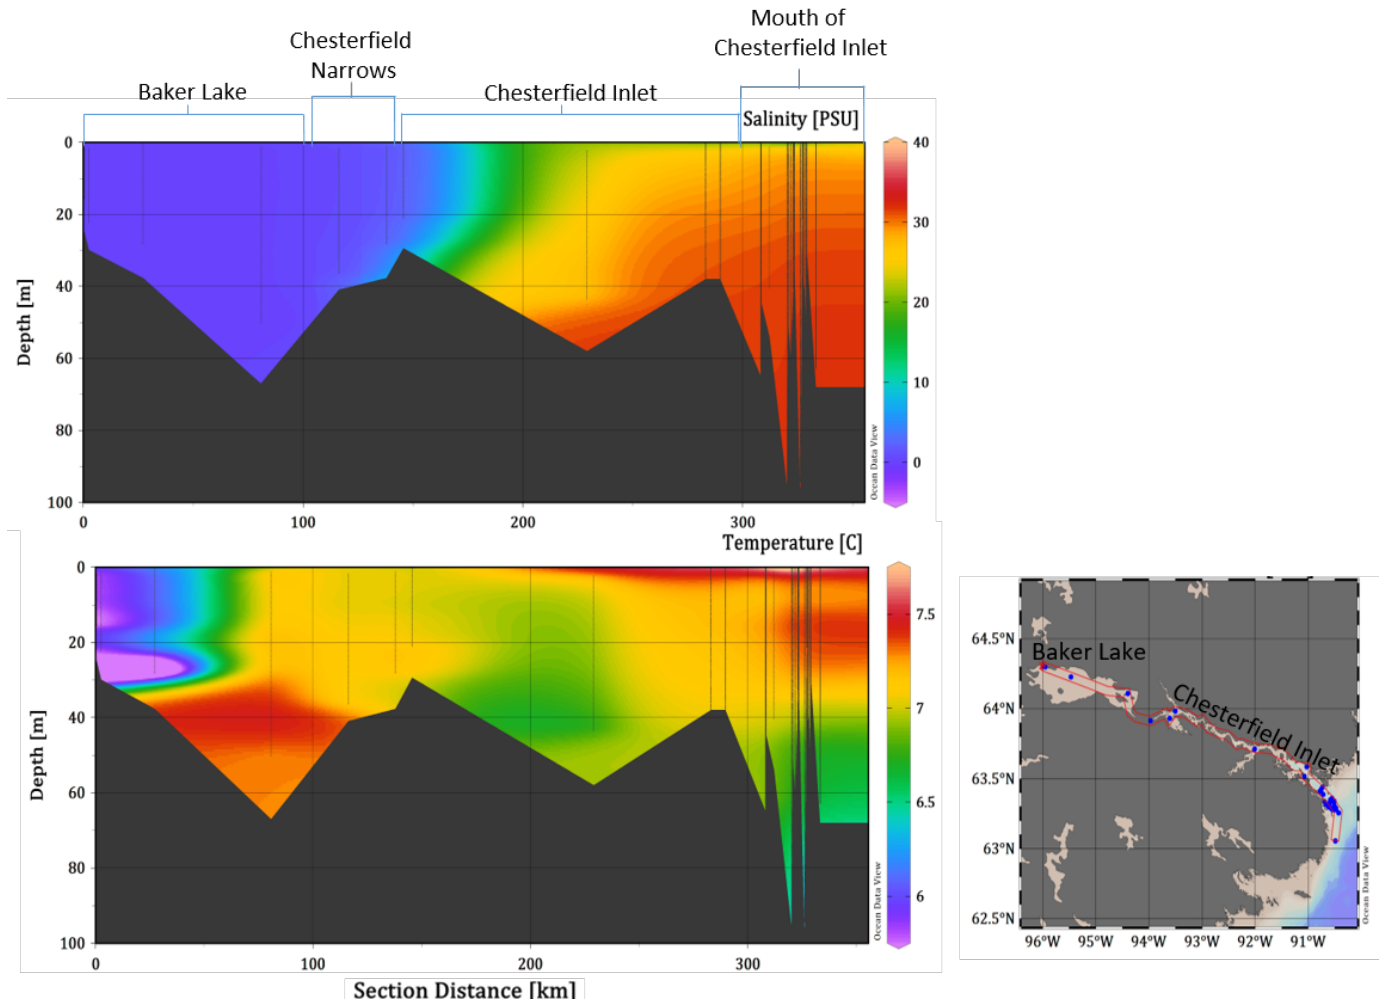 Mouth of
Chesterfield Inlet
Chesterfield
Narrows
Baker Lake
Chesterfield Inlet
Salinity [PSU]
0
20
40
60
80
100
Depth [m]
0
100
200
300
40
30
20
10
0
Ocean Data View
Temperature [C]
0
20
40
60
80
100
Depth [m]
0
100
200
300
Section Distance [km]
7.5
7
6.5
6
Ocean Data View
64.5°N
64°N
63.5°N
63°N
62.5°N
Baker Lake
Chesterfield Inlet
96°W
95°W
94°W
93°W
92°W
91°W
Ocean Data View